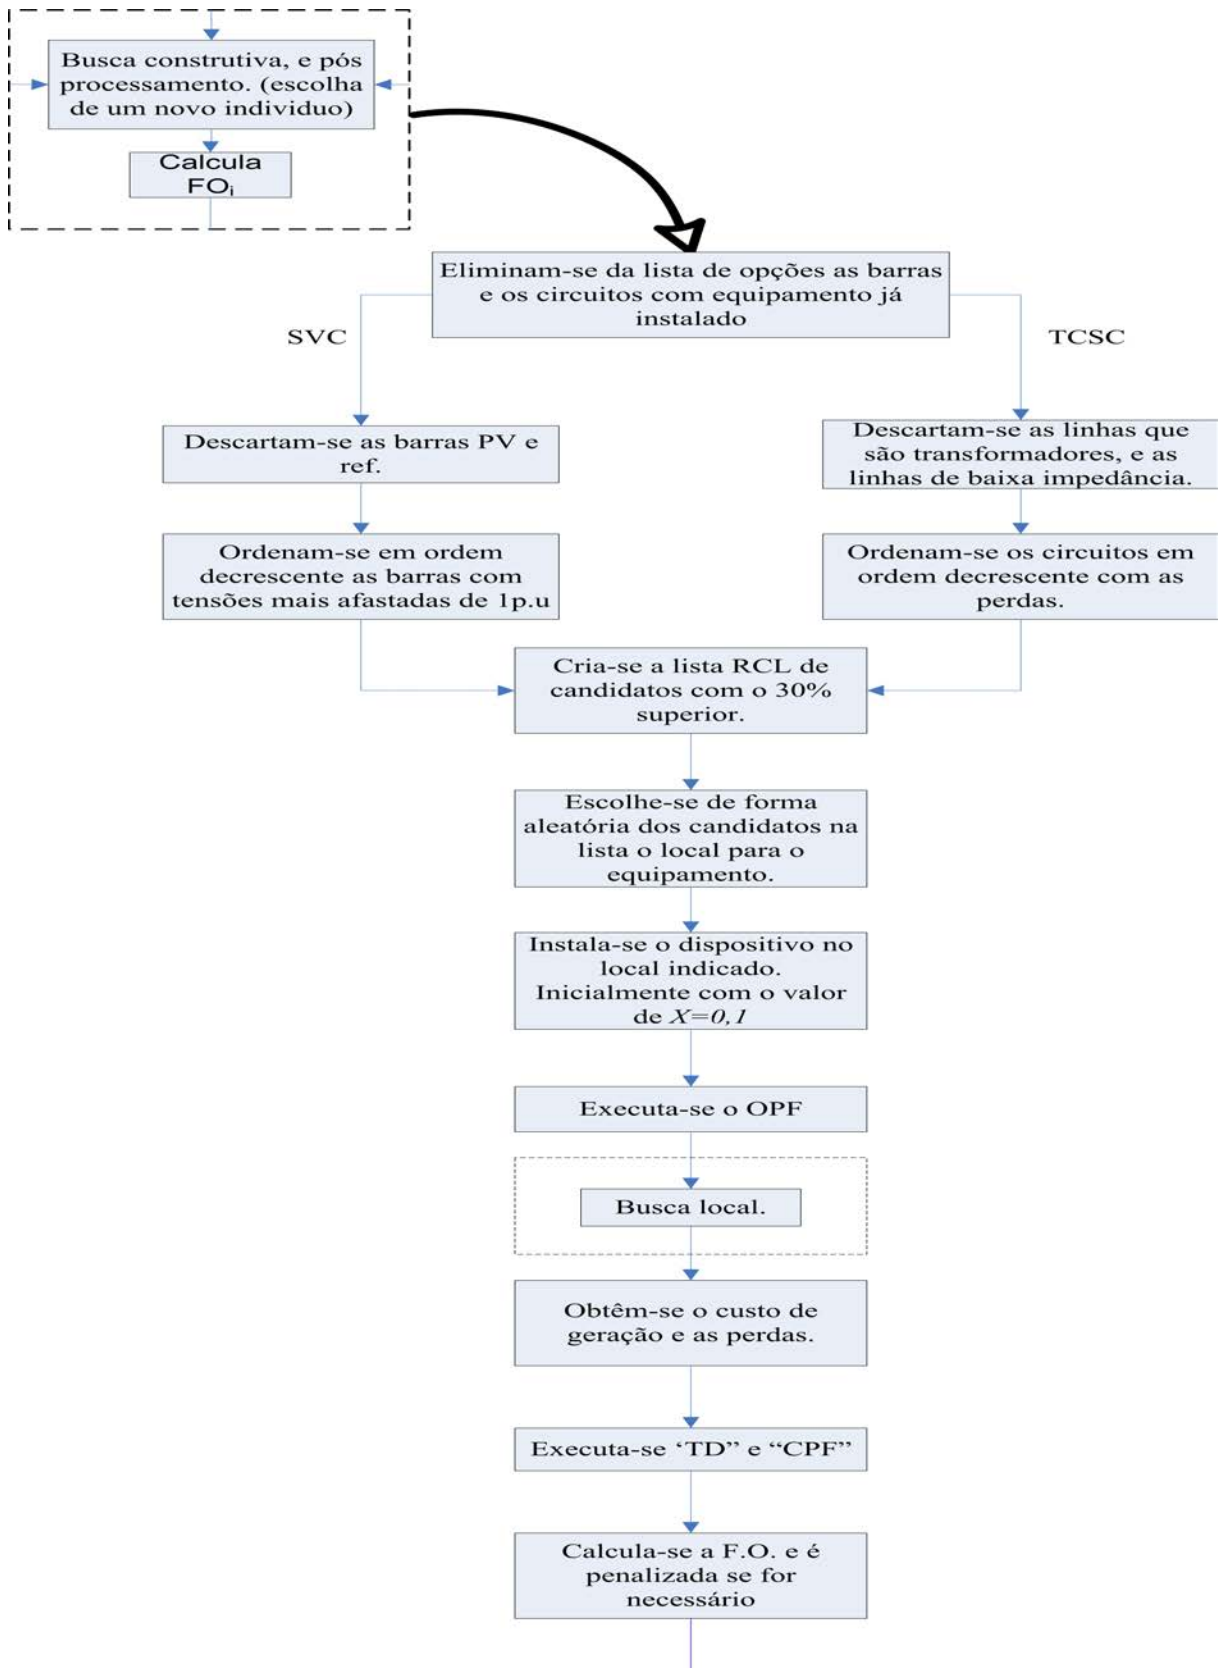 Busca construtiva, e pós
processamento. (escolha
de um novo individuo)
Calcula
FOi
Eliminam-se da lista de opções as barras
e os circuitos com equipamento já
instalado
SVC
TCSC
Descartam-se as barras PV e
ref.
Descartam-se as linhas que
são transformadores, e as
linhas de baixa impedância.
Ordenam-se em ordem
decrescente as barras com
tensões mais afastadas de 1p.u
Ordenam-se os circuitos em
ordem decrescente com as
perdas.
Cria-se a lista RCL de
candidatos com o 30%
superior.
Escolhe-se de forma
aleatória dos candidatos na
lista o local para o
equipamento.
Instala-se o dispositivo no
local indicado.
Inicialmente com o valor
de X=0,1
Executa-se o OPF
Busca local.
Obtêm-se o custo de
geração e as perdas.
Executa-se ‘TD” e “CPF”
Calcula-se a F.O. e é
penalizada se for
necessário